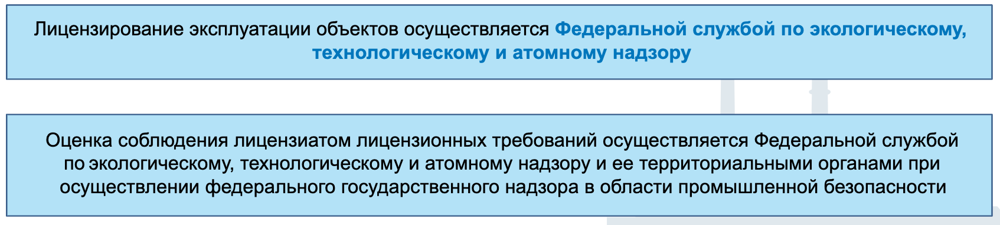 Лицензирование эксплуатации объектов осуществляется Федеральной службой по экологическому,
технологическому и атомному надзору
Оценка соблюдения лицензиатом лицензионных требований осуществляется Федеральной службой
по экологическому, технологическому и атомному надзору и ее территориальными органами при
осуществлении федерального государственного надзора в области промышленной безопасности